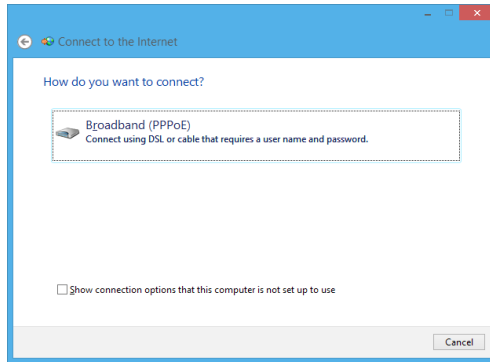 Connect to the Internet
How do you want to connect?
Broadband (PPPoE)
Connect using DSL or cable that requires a user name and password.
Show connection options that this computer is not set up to use
Cancel